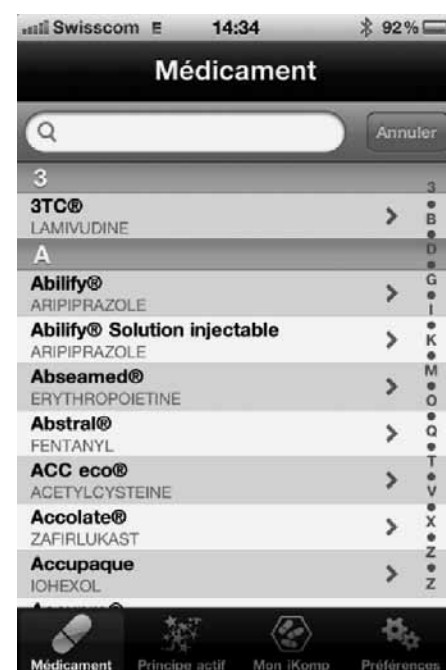 Swisscom E 14:34 92%
Médicament
Annuler
3
3TC®
LAMIVUDINE
A
Abilify®
ARIPIPRAZOLE
Abilify® Solution injectable
ARIPIPRAZOLE
Abseamed®
ERYTHROPOIETINE
Abstral®
FENTANYL
ACC eco®
ACETYLCYSTEINE
Accolate®
ZAFIRLUKAST
Accupaque
IOHEXOL
3
B
D
G
I
K
M
O
Q
T
V
X
Z
Z
Médicament Principe actif Mon iKomp Préférences